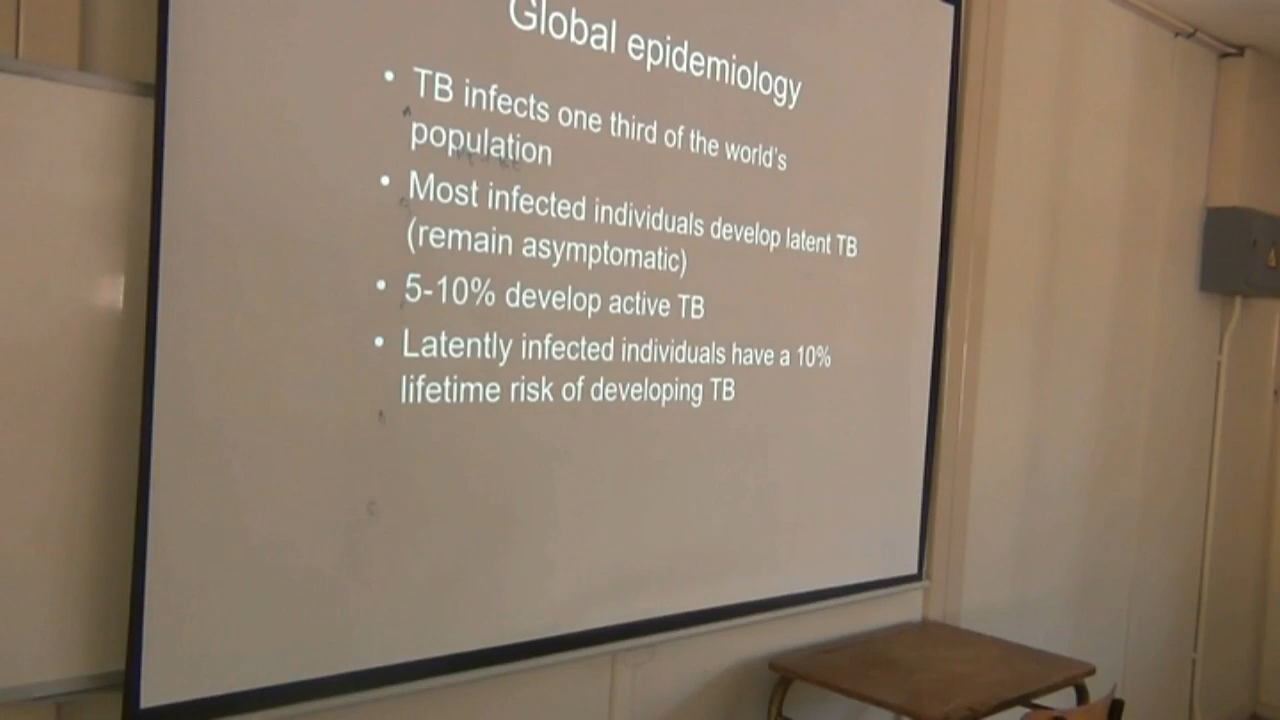 Global epidemiology
• TB infects one third of the world's
population
• Most infected individuals develop latent TB
(remain asymptomatic)
• 5-10% develop active TB
• Latently infected individuals have a 10%
lifetime risk of developing TB